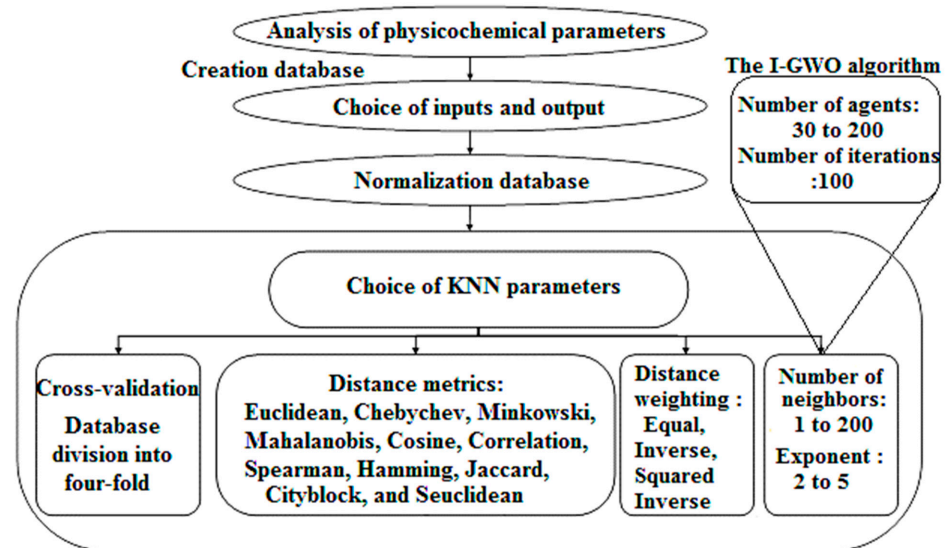 Analysis of physicochemical parameters
Creation database
The I-GWO algorithm
Choice of inputs and output
Number of agents:
30 to 200
Number of iterations
:100
Normalization database
Choice of KNN parameters
Cross-validation
Database
division into
four-fold
Distance metrics:
Euclidean, Chebychev, Minkowski,
Mahalanobis, Cosine, Correlation,
Spearman, Hamming, Jaccard,
Cityblock, and Seuclidean
Distance
weighting :
Equal,
Inverse,
Squared
Inverse
Number of
neighbors:
1 to 200
Exponent :
2 to 5